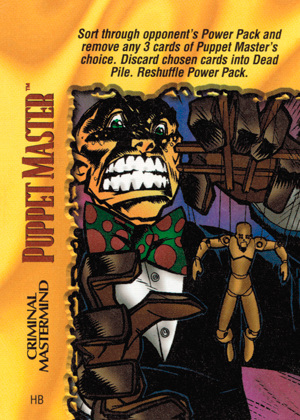 Sort through opponent's Power Pack and
remove any 3 cards of Puppet Master's
choice. Discard chosen cards into Dead
Pile. Reshuffle Power Pack.
PUPPET MASTER™
CRIMINAL
MASTERMIND
HB